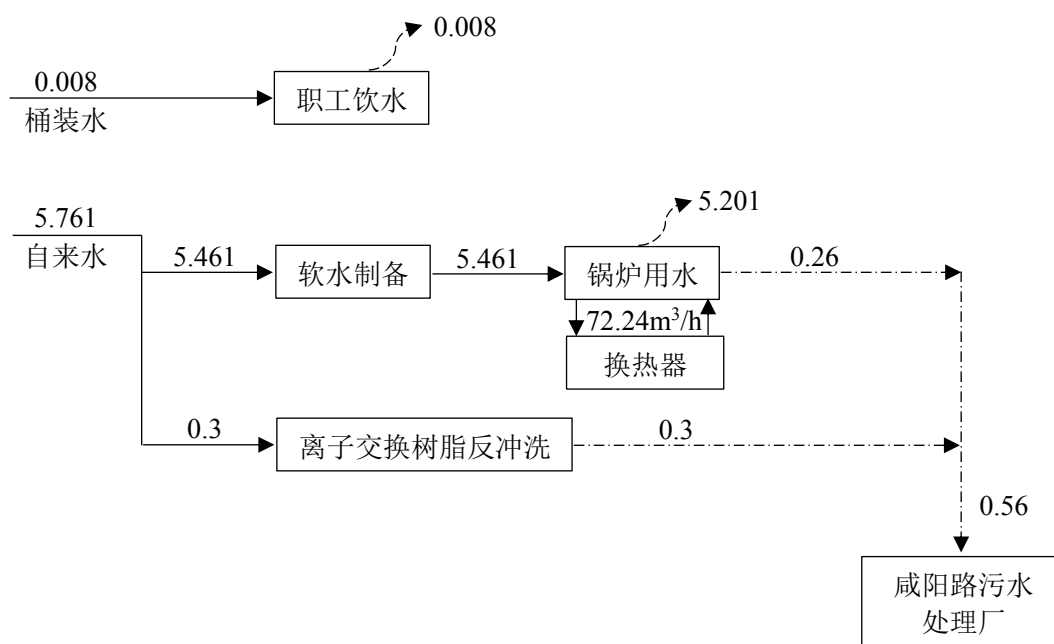 0.008
0.008
桶装水
职工饮水
5.761
自来水
5.461
软水制备
5.461
5.201
锅炉用水
0.26
72.24m³/h
换热器
0.3
离子交换树脂反冲洗
0.3
0.56
咸阳路污水
处理厂